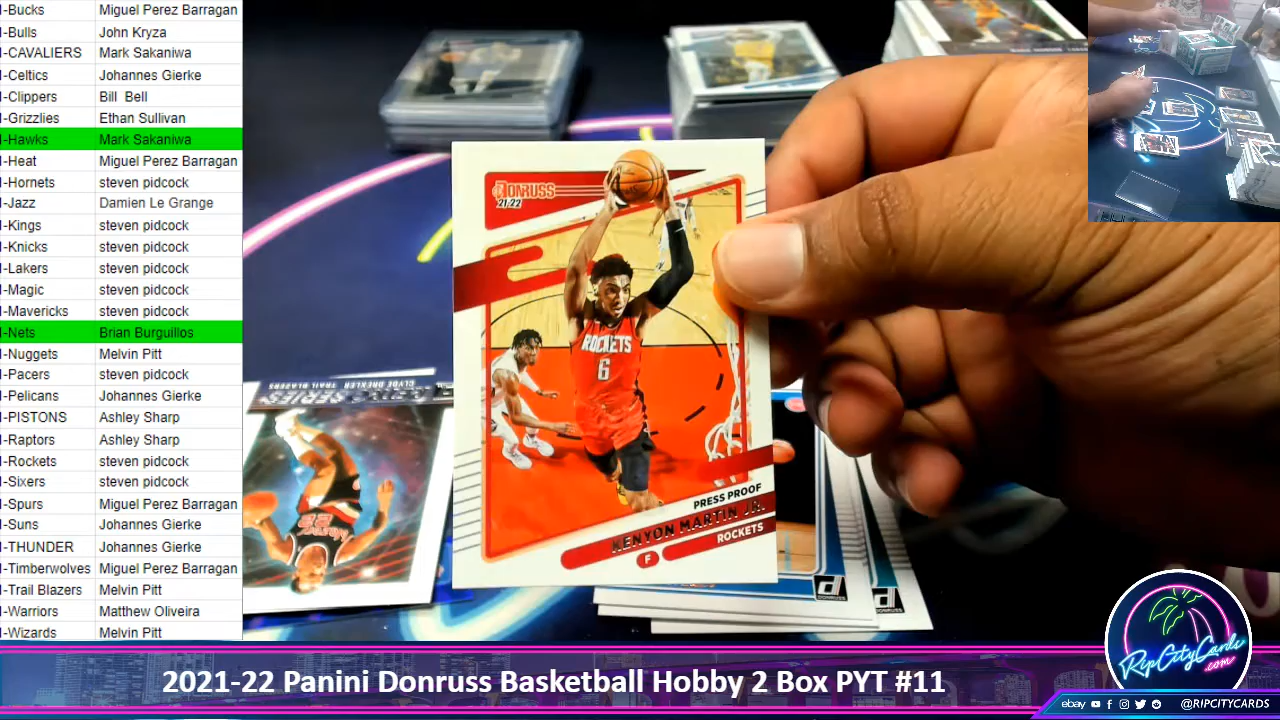 -Bucks Miguel Perez Barragan
-Bulls John Kryza
-CAVALIERS Mark Sakaniwa
-Celtics Johannes Gierke
-Clippers Bill Bell
-Grizzlies Ethan Sullivan
-Hawks Mark Sakaniwa
-Heat Miguel Perez Barragan
-Hornets steven pidcock
-Jazz Damien Le Grange
-Kings steven pidcock
-Knicks steven pidcock
-Lakers steven pidcock
-Magic steven pidcock
-Mavericks steven pidcock
-Nets Brian Burguillos
-Nuggets Melvin Pitt
-Pacers steven pidcock
-Pelicans Johannes Gierke
-PISTONS Ashley Sharp
-Raptors Ashley Sharp
-Rockets steven pidcock
-Sixers steven pidcock
-Spurs Miguel Perez Barragan
-Suns Johannes Gierke
-THUNDER Johannes Gierke
-Timberwolves Miguel Perez Barragan
-Trail Blazers Melvin Pitt
-Warriors Matthew Oliveira
-Wizards Melvin Pitt
DONRUSS
21/22
ROCKETS
6
PRESS PROOF
KENYON MARTIN JR.
ROCKETS
F
CLYDE DREXLER TRAIL BLAZERS
SERIES
22
DONRUSS
DONRUSS
RipCityCards
.com
2021-22 Panini Donruss Basketball Hobby 2 Box PYT #11
ebay @RIPCITYCARDS